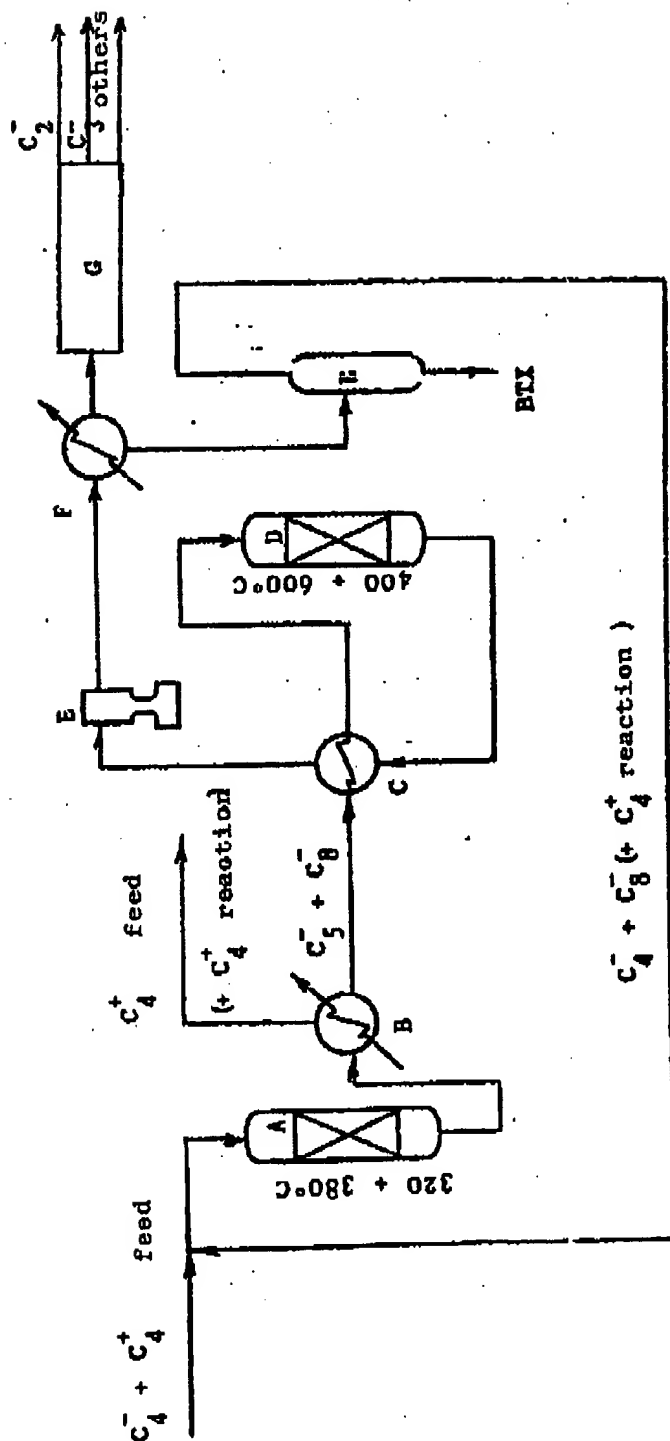 C₄⁻ + C₄⁺ feed
A
320 + 380°C
C₄⁺ feed
(+ C₄⁺ reaction)
B
C₅⁻ + C₈⁻
C
E
D
400 + 600°C
F
G
C₂⁻
C₃⁻
others
BTX
C₄⁻ + C₈⁻ (+ C₄⁺ reaction)